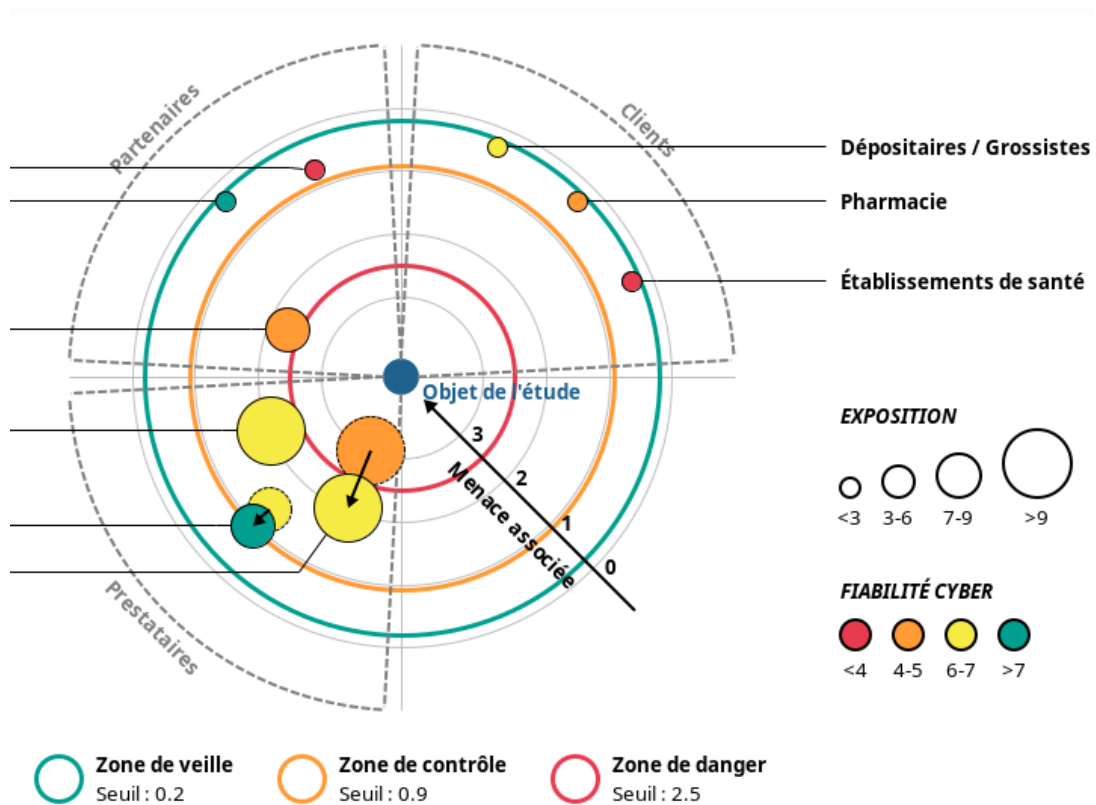 Partenaires
Clients
Dépositaires / Grossistes
Pharmacie
Établissements de santé
Objet de l'étude
3
2
1
0
Menace associée
Prestataires
EXPOSITION
<3
3-6
7-9
>9
FIABILITÉ CYBER
<4
4-5
6-7
>7
Zone de veille
Seuil : 0.2
Zone de contrôle
Seuil : 0.9
Zone de danger
Seuil : 2.5